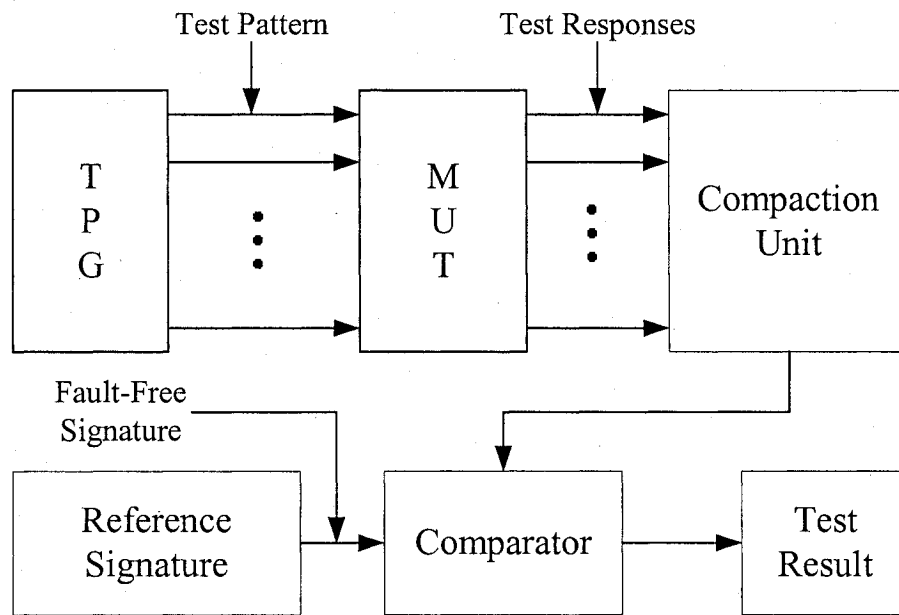 Test Pattern
Test Responses
T
P
G
M
U
T
Compaction
Unit
Fault-Free
Signature
Reference
Signature
Comparator
Test
Result